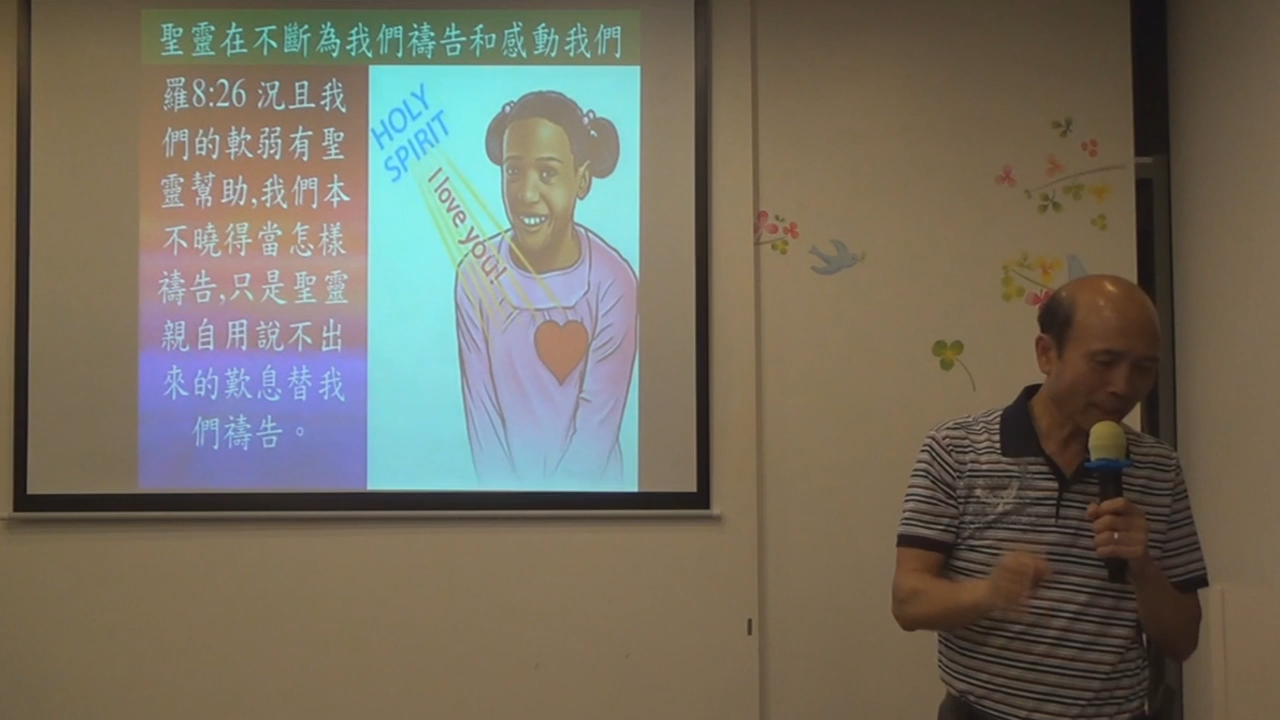 聖靈在不斷為我們禱告和感動我們
羅8:26 況且我
們的軟弱有聖
靈幫助,我們本
不曉得當怎樣
禱告,只是聖靈
親自用說不出
來的歎息替我
們禱告。
HOLY
SPIRIT
I love you!